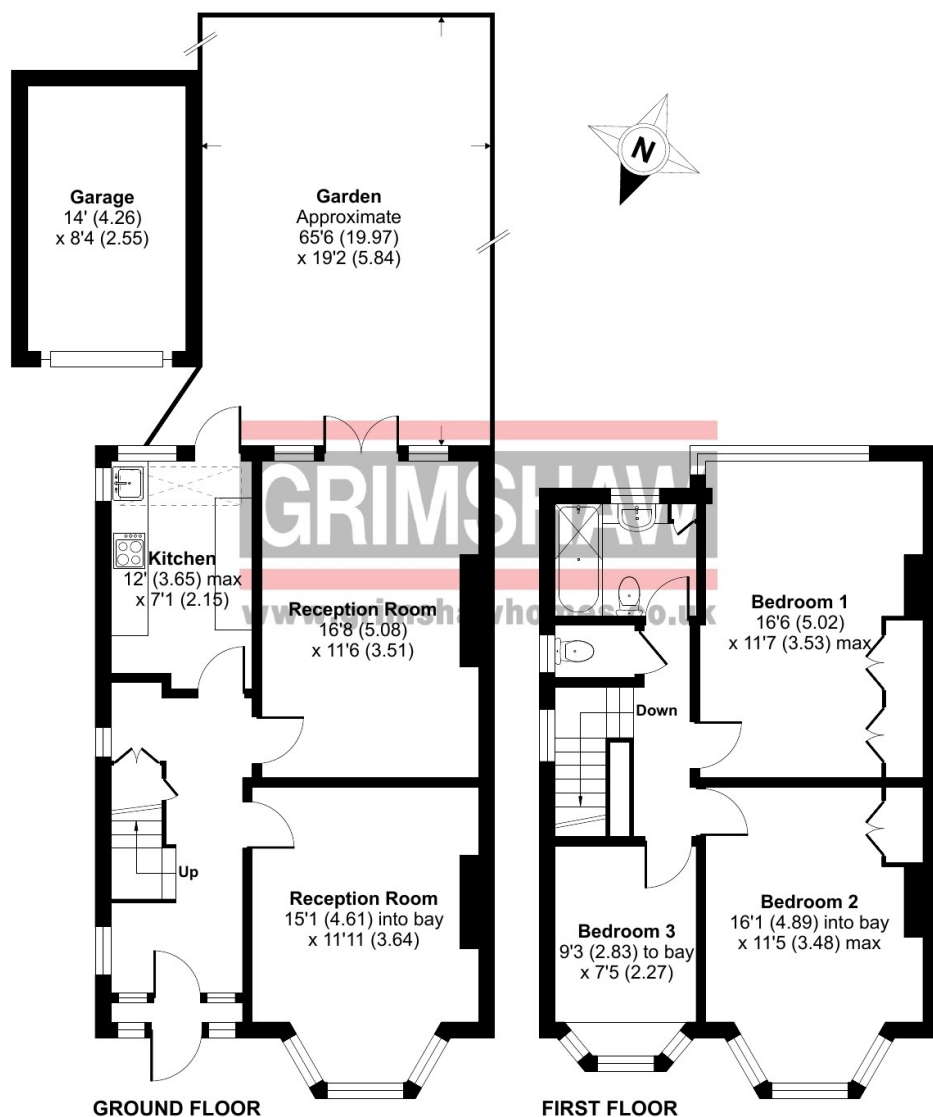 Garage
14' (4.26)
x 8'4 (2.55)
Garden
Approximate
65'6 (19.97)
x 19'2 (5.84)
N
GRIMSHAW
www.grimshawhomes.co.uk
Kitchen
12' (3.65) max
x 7'1 (2.15)
Reception Room
16'8 (5.08)
x 11'6 (3.51)
Bedroom 1
16'6 (5.02)
x 11'7 (3.53) max
Down
Up
Reception Room
15'1 (4.61) into bay
x 11'11 (3.64)
Bedroom 3
9'3 (2.83) to bay
x 7'5 (2.27)
Bedroom 2
16'1 (4.89) into bay
x 11'5 (3.48) max
GROUND FLOOR
FIRST FLOOR